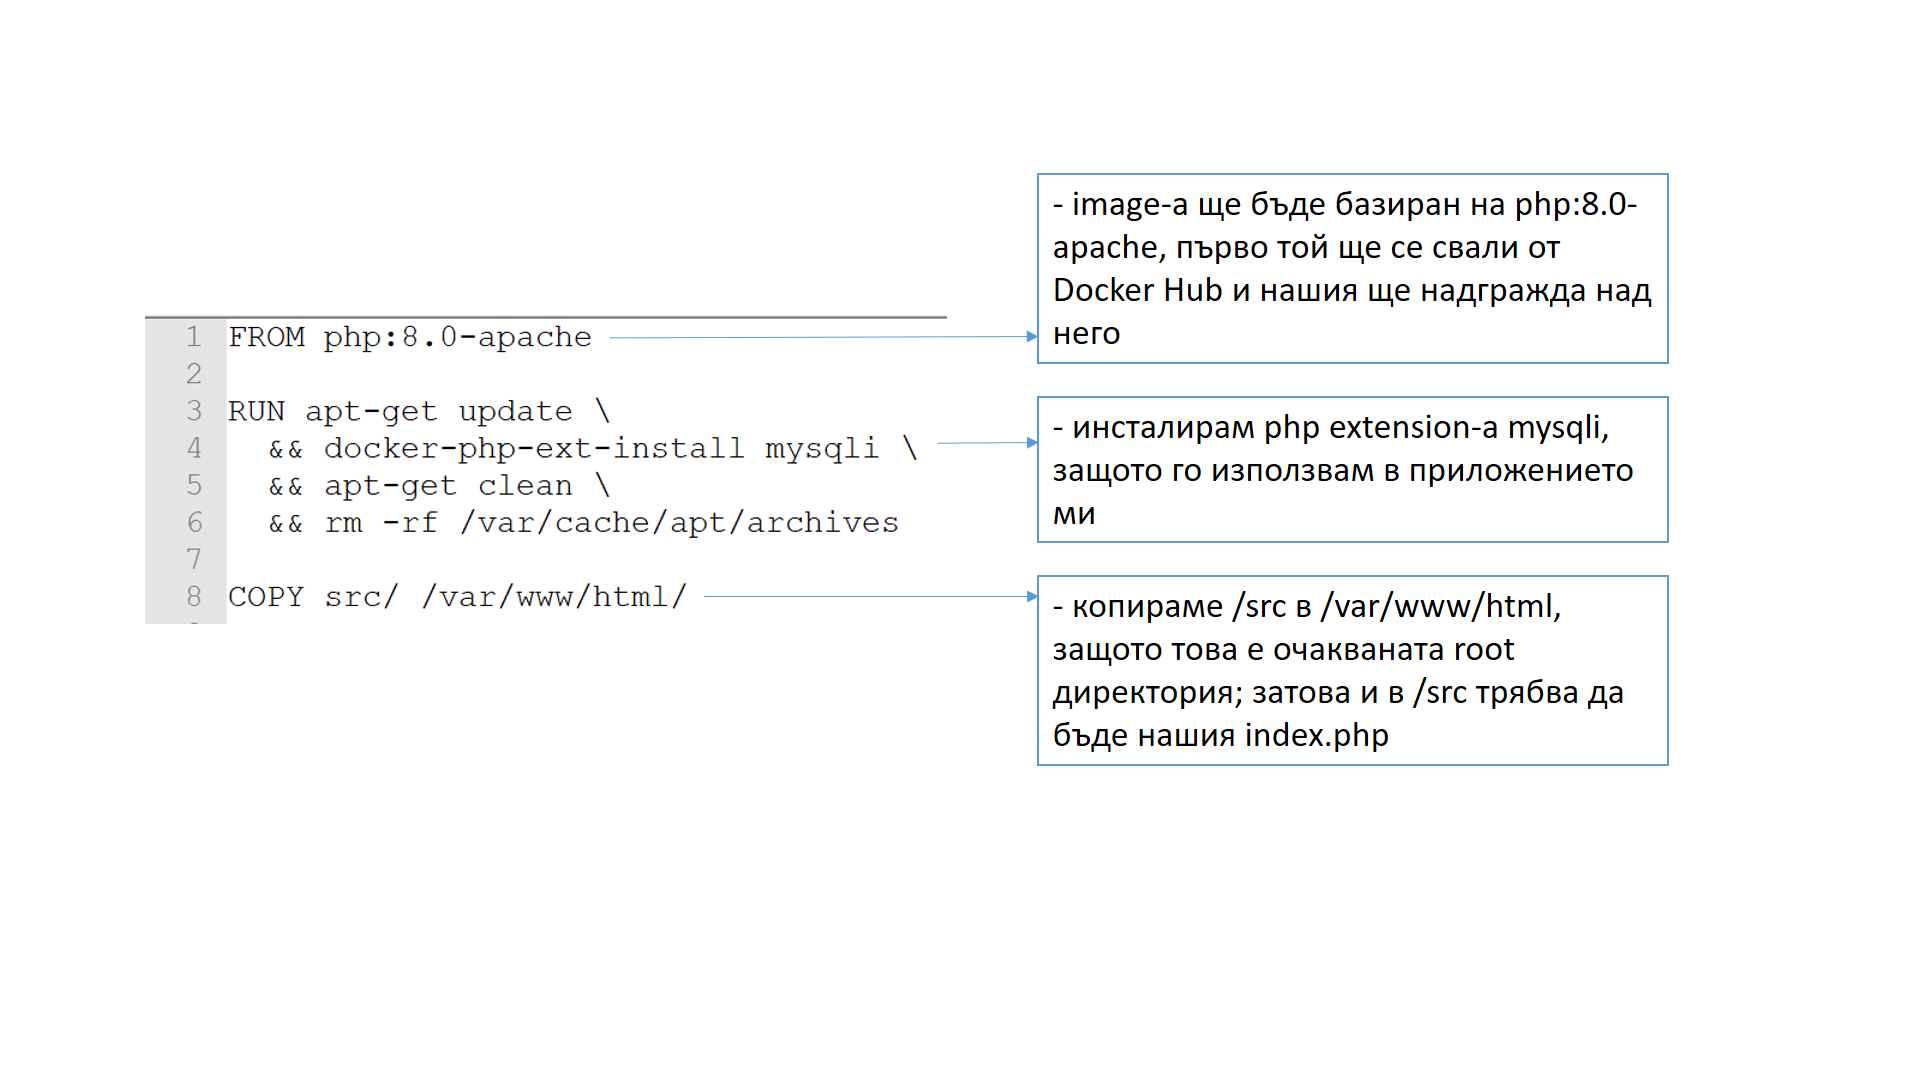 1 FROM php:8.0-apache
2
3 RUN apt-get update \
4 && docker-php-ext-install mysqli \
5 && apt-get clean \
6 && rm -rf /var/cache/apt/archives
7
8 COPY src/ /var/www/html/
- image-а ще бъде базиран на php:8.0-
apache, първо той ще се свали от
Docker Hub и нашия ще надгражда над
него
- инсталирам php extension-а mysqli,
защото го използвам в приложението
ми
- копираме /src в /var/www/html,
защото това е очакваната root
директория; затова и в /src трябва да
бъде нашия index.php